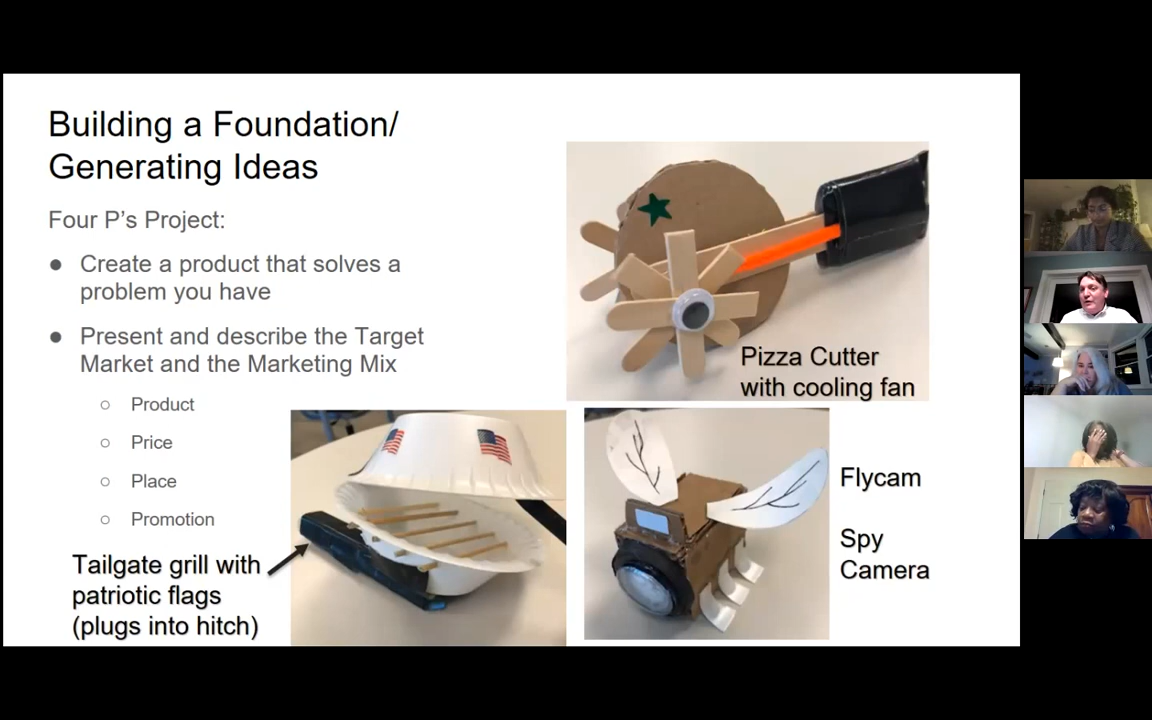 Building a Foundation/
Generating Ideas
Four P's Project:
● Create a product that solves a
problem you have
● Present and describe the Target
Market and the Marketing Mix
○ Product
○ Price
○ Place
○ Promotion
Tailgate grill with
patriotic flags
(plugs into hitch)
Pizza Cutter
with cooling fan
Flycam
Spy
Camera